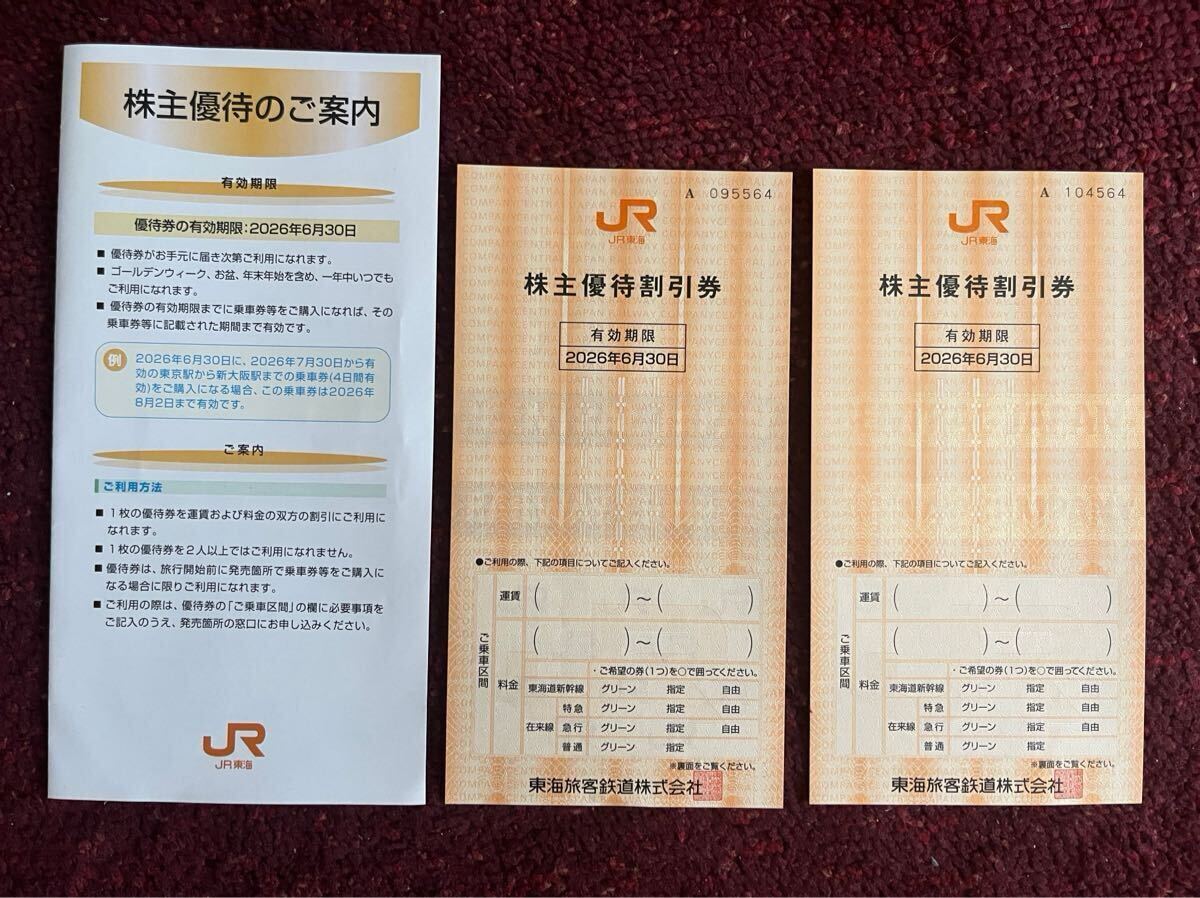 株主優待のご案内
有効期限
優待券の有効期限:2026年6月30日
■ 優待券がお手元に届き次第ご利用になれます。
■ ゴールデンウィーク、お盆、年末年始を含め、一年中いつでも
ご利用になれます。
■ 優待券の有効期限までに乗車券等をご購入になれば、その
乗車券等に記載された期間まで有効です。
例 2026年6月30日に、2026年7月30日から有
効の東京駅から新大阪駅までの乗車券(4日間有
効)をご購入になる場合、この乗車券は2026年
8月2日まで有効です。
ご案内
ご利用方法
■ 1枚の優待券を運賃および料金の双方の割引にご利用に
なれます。
■ 1枚の優待券を2人以上ではご利用になれません。
■ 優待券は、旅行開始前に発売箇所で乗車券等をご購入に
なる場合に限りご利用になれます。
■ ご利用の際は、優待券の「ご乗車区間」の欄に必要事項を
ご記入のうえ、発売箇所の窓口にお申し込みください。
JR
JR東海
A 095564
JR
JR東海
株主優待割引券
有効期限
2026年6月30日
●ご利用の際、下記の項目についてご記入ください。
ご乗車区間
運賃 ( )~( )
料金
( )~( )
・ご希望の券(1つ)を○で囲ってください。
東海道新幹線 グリーン 指定 自由
在来線
特急 グリーン 指定 自由
急行 グリーン 指定 自由
普通 グリーン 指定
※裏面をご覧ください。
東海旅客鉄道株式会社
A 104564
JR
JR東海
株主優待割引券
有効期限
2026年6月30日
●ご利用の際、下記の項目についてご記入ください。
ご乗車区間
運賃 ( )~( )
料金
( )~( )
・ご希望の券(1つ)を○で囲ってください。
東海道新幹線 グリーン 指定 自由
在来線
特急 グリーン 指定 自由
急行 グリーン 指定 自由
普通 グリーン 指定
※裏面をご覧ください。
東海旅客鉄道株式会社